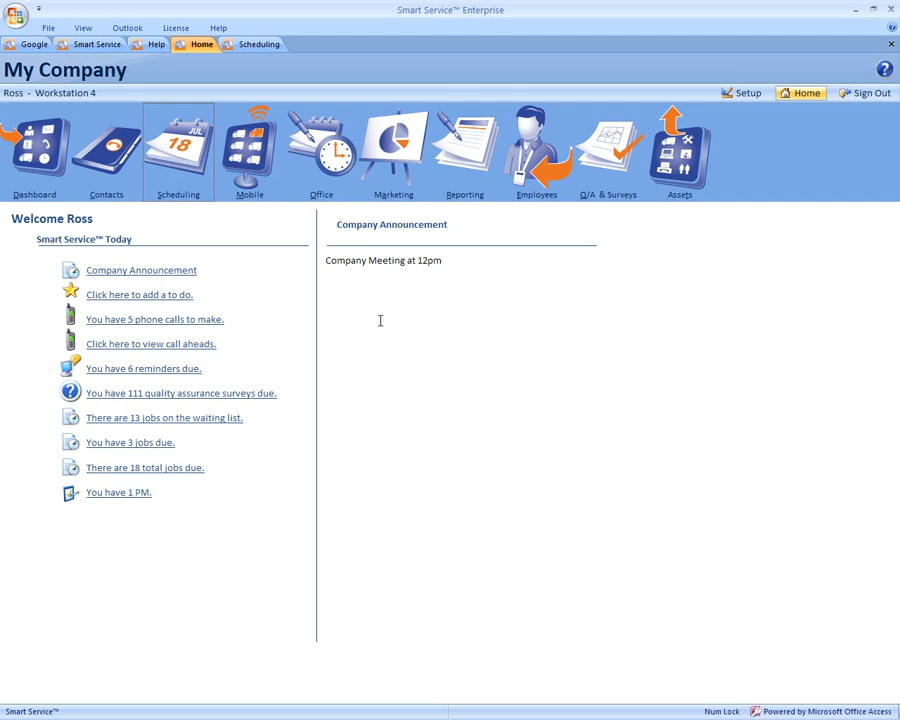 Smart Service™ Enterprise
File View Outlook License Help
Google Smart Service Help Home Scheduling
My Company
Ross - Workstation 4 Setup Home Sign Out
JUL
18
Dashboard Contacts Scheduling Mobile Office Marketing Reporting Employees Q/A & Surveys Assets
Welcome Ross
Smart Service™ Today
Company Announcement
Click here to add a to do.
You have 5 phone calls to make.
Click here to view call aheads.
You have 6 reminders due.
You have 111 quality assurance surveys due.
There are 13 jobs on the waiting list.
You have 3 jobs due.
There are 18 total jobs due.
You have 1 PM.
Company Announcement
Company Meeting at 12pm
Smart Service™ Num Lock Powered by Microsoft Office Access